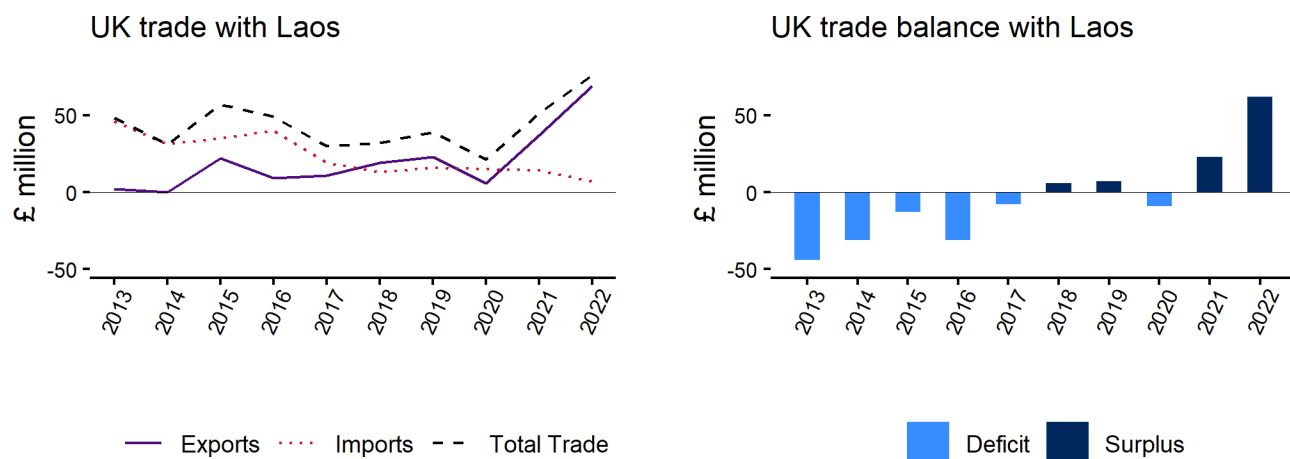 UK trade with Laos
£ million
50
0
-50
2013 2014 2015 2016 2017 2018 2019 2020 2021 2022
Exports Imports Total Trade
UK trade balance with Laos
£ million
50
0
-50
2013 2014 2015 2016 2017 2018 2019 2020 2021 2022
Deficit Surplus